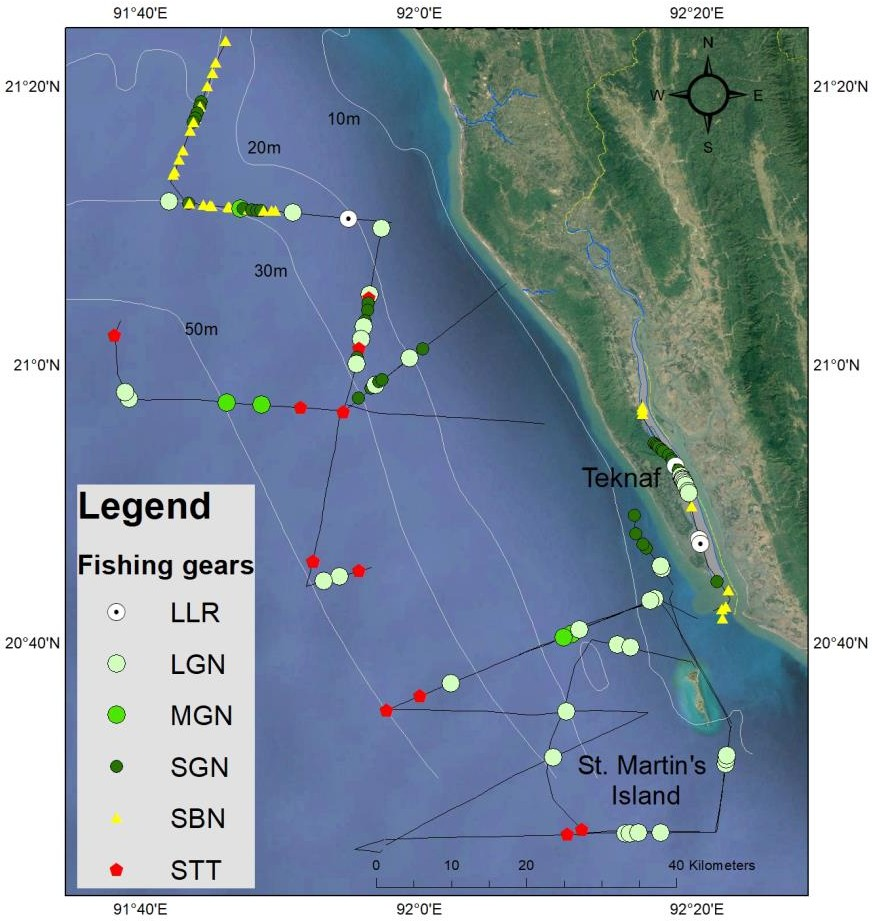 91°40'E 92°0'E 92°20'E
N
W E
S
21°20'N 21°20'N
10m
20m
30m
50m
21°0'N 21°0'N
Teknaf
Legend
Fishing gears
LLR
LGN
MGN
SGN
SBN
STT
20°40'N 20°40'N
St. Martin's
Island
0 10 20 40 Kilometers
91°40'E 92°0'E 92°20'E